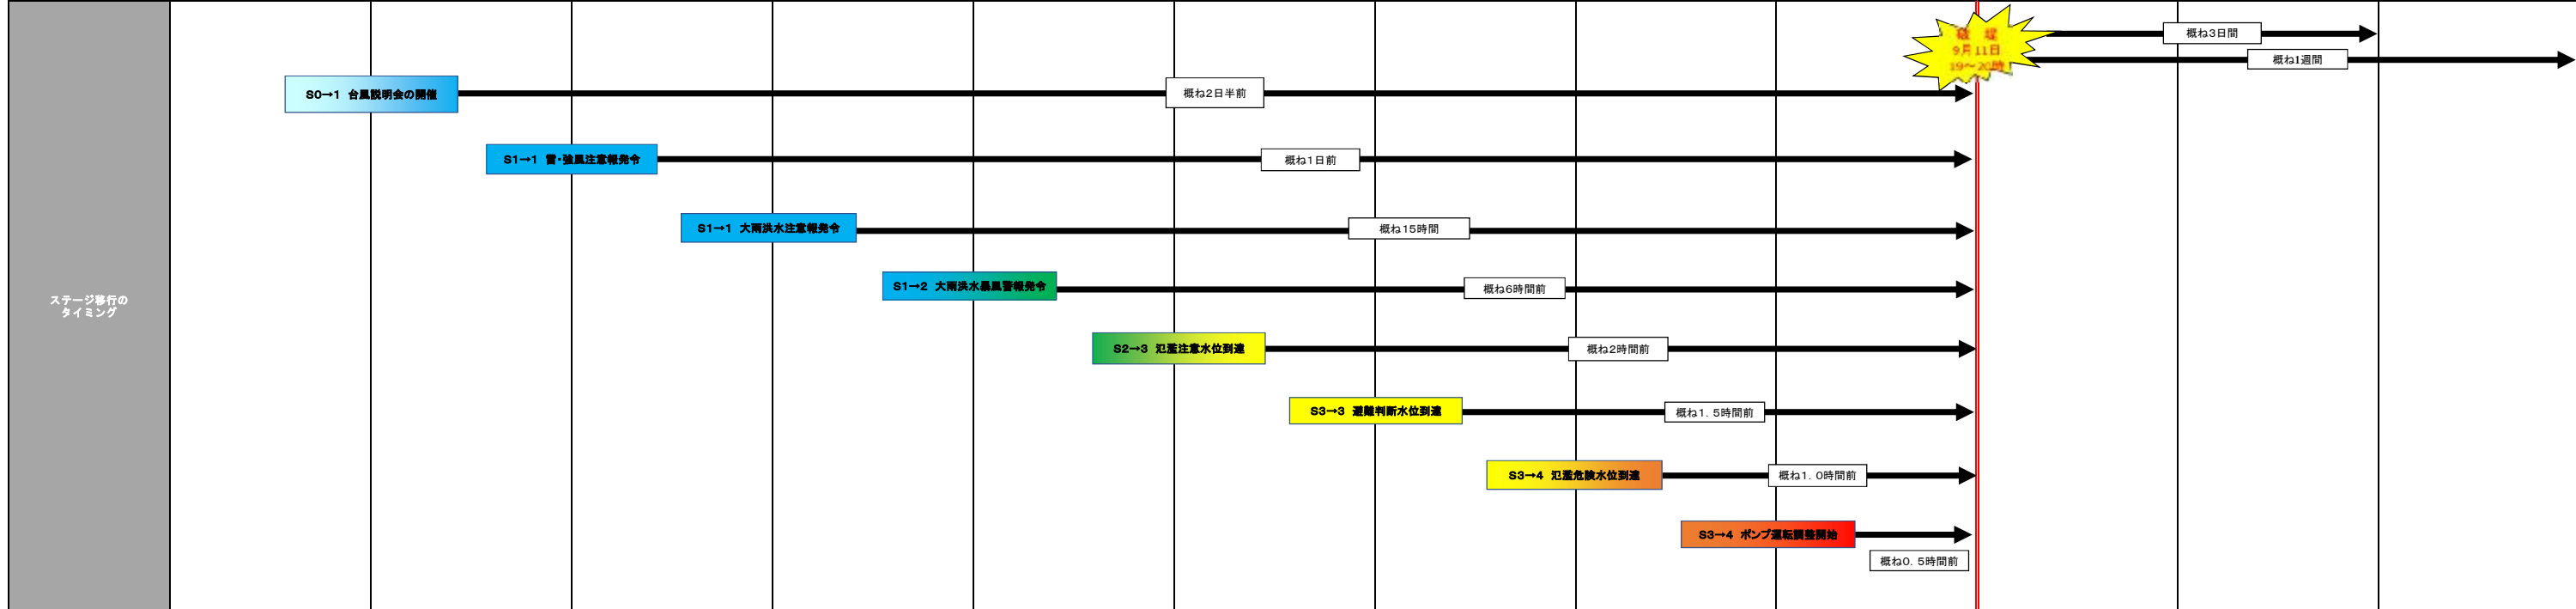 破　堤
9月11日
19～20時
概ね3日間
概ね1週間
S0→1　台風説明会の開催
概ね2日半前
S1→1　雷・強風注意報発令
概ね1日前
S1→1　大雨洪水注意報発令
概ね15時間
S1→2　大雨洪水暴風警報発令
概ね6時間前
ステージ移行の
タイミング
S2→3　氾濫注意水位到達
概ね2時間前
S3→3　避難判断水位到達
概ね1．5時間前
S3→4　氾濫危険水位到達
概ね1．0時間前
S3→4　ポンプ運転調整開始
概ね0．5時間前